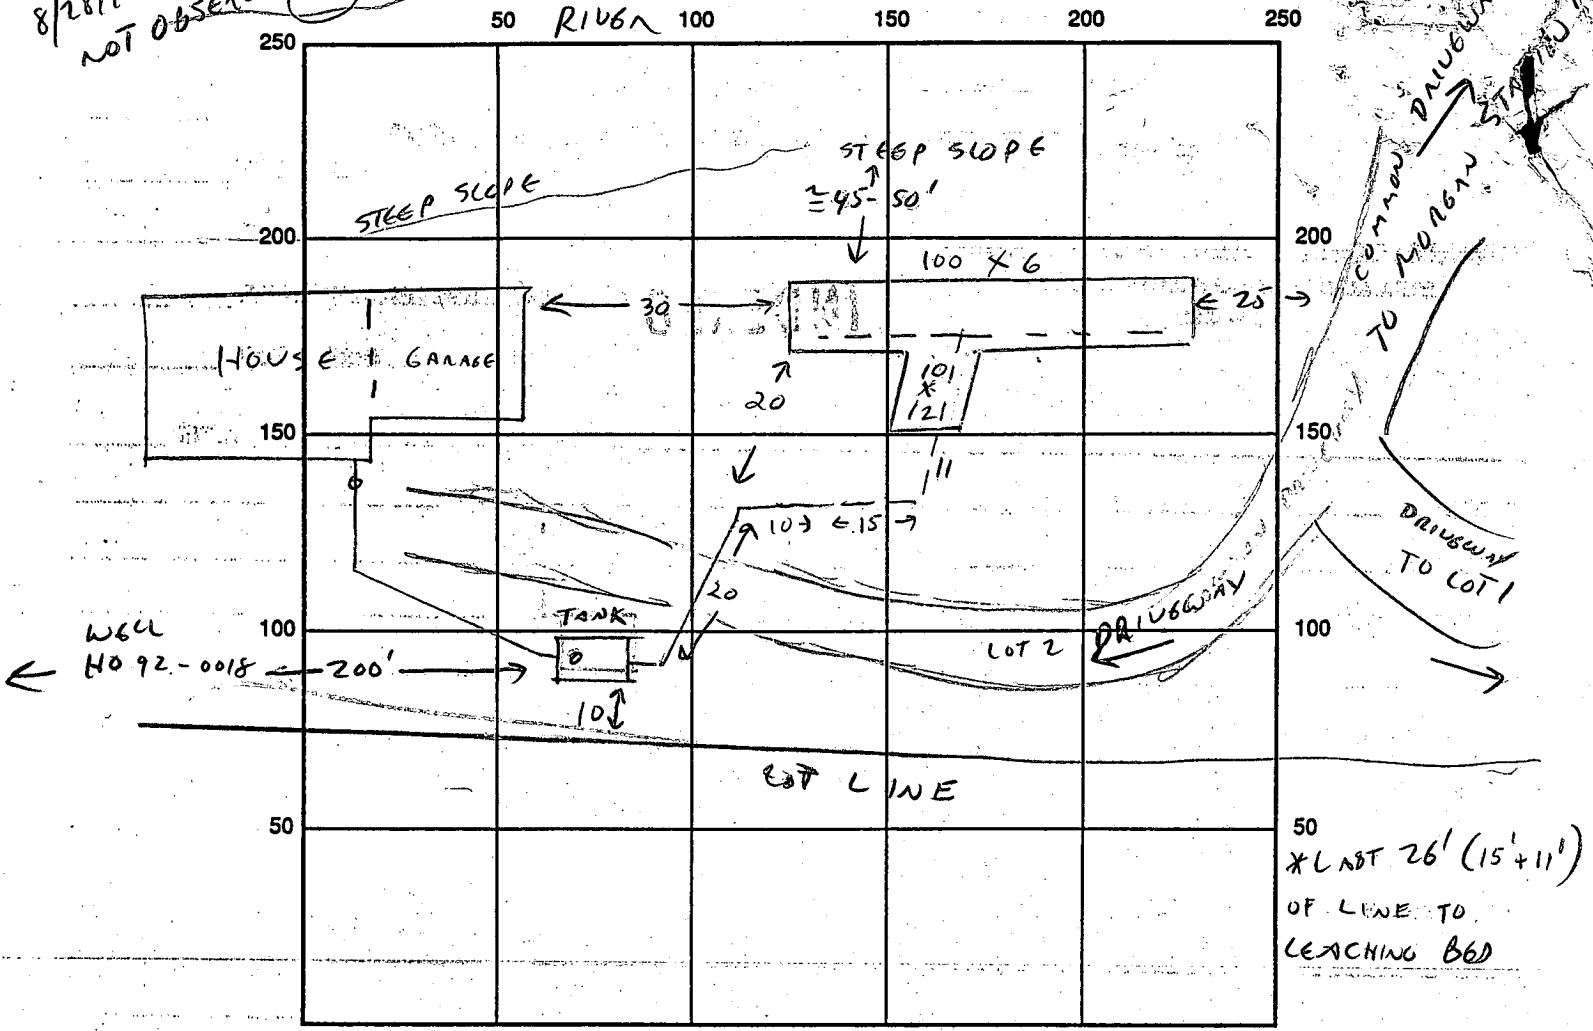 8/28/
NOT OBSER
50 RIVER 100 150 200 250
250
COMMON DRIVEWAY
TO MORGAN
STEEP SLOPE
≅45-50'
STEEP SLOPE
200 200
100 X 6
30
25
HOUSE GARAGE
101
*
121
20
150 150
11
10 15
DRIVEWAY
TO LOT 1
20
TANK
100 100
WELL
HO 92-0018 200'
LOT 2
DRIVEWAY
10
LOT LINE
50 50
*LAST 26' (15'+11')
OF LINE TO
LEACHING BED